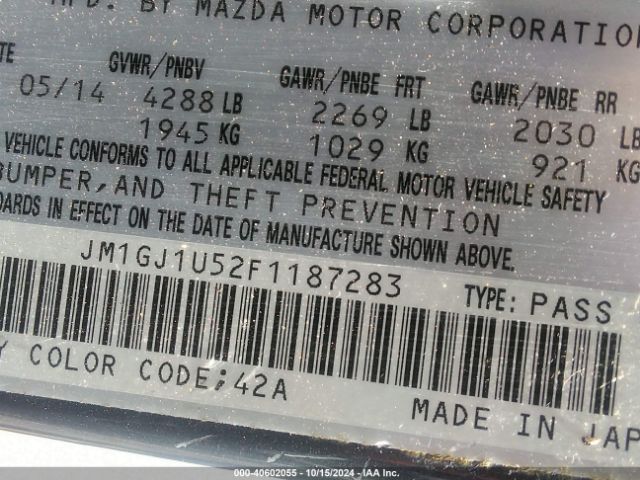 MFD. BY MAZDA MOTOR CORPORATION
GVWR/PNBV GAWR/PNBE FRT GAWR/PNBE RR
05/14 4288 LB 2269 LB 2030 LB
1945 KG 1029 KG 921 KG
VEHICLE CONFORMS TO ALL APPLICABLE FEDERAL MOTOR VEHICLE SAFETY
BUMPER, AND THEFT PREVENTION
IN EFFECT ON THE DATE OF MANUFACTURE SHOWN ABOVE.
JM1GJ1U52F1187283 TYPE: PASS
COLOR CODE;42A
MADE IN JAP
000-40602055 - 10/15/2024 - IAA Inc.